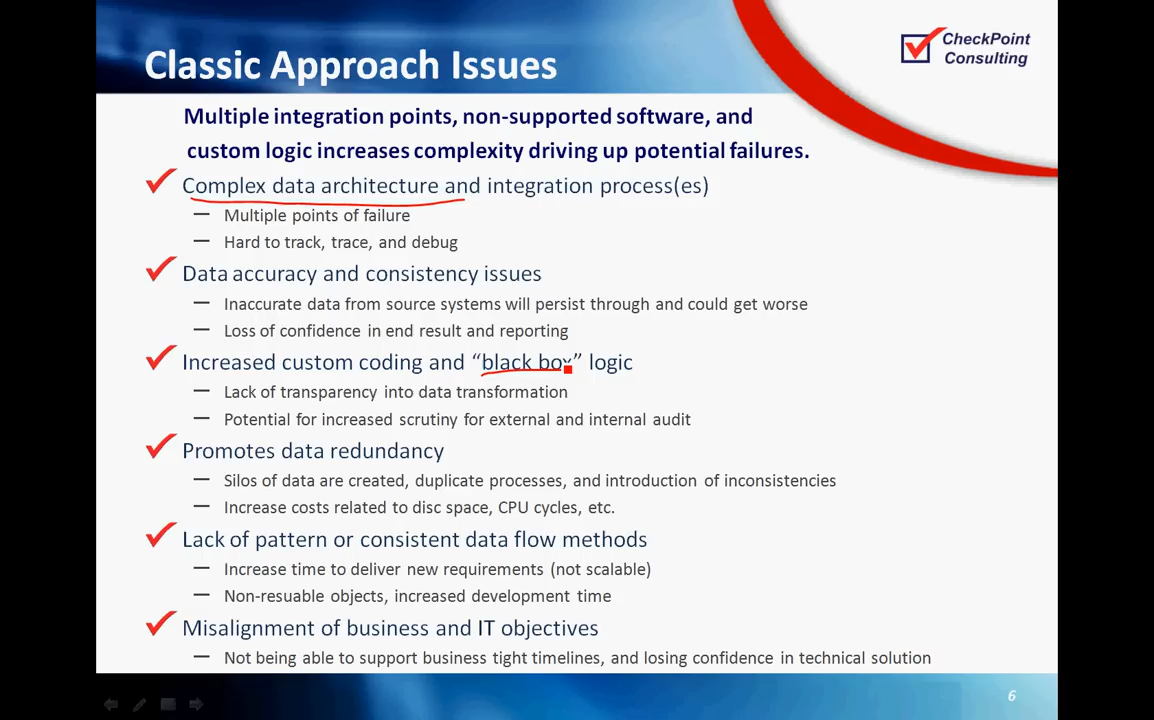 Classic Approach Issues
CheckPoint
Consulting
Multiple integration points, non-supported software, and
custom logic increases complexity driving up potential failures.
Complex data architecture and integration process(es)
— Multiple points of failure
— Hard to track, trace, and debug
Data accuracy and consistency issues
— Inaccurate data from source systems will persist through and could get worse
— Loss of confidence in end result and reporting
Increased custom coding and “black box” logic
— Lack of transparency into data transformation
— Potential for increased scrutiny for external and internal audit
Promotes data redundancy
— Silos of data are created, duplicate processes, and introduction of inconsistencies
— Increase costs related to disc space, CPU cycles, etc.
Lack of pattern or consistent data flow methods
— Increase time to deliver new requirements (not scalable)
— Non-resuable objects, increased development time
Misalignment of business and IT objectives
— Not being able to support business tight timelines, and losing confidence in technical solution
6